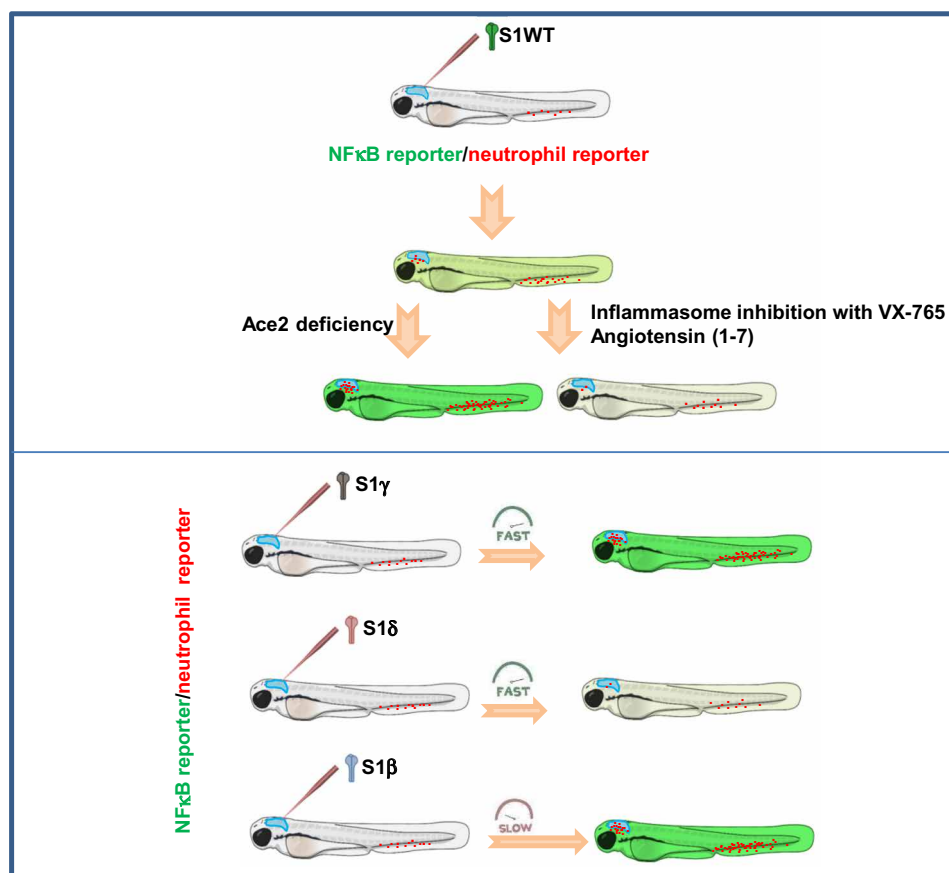 S1WT
NFκB reporter/neutrophil reporter
Ace2 deficiency
Inflammasome inhibition with VX-765
Angiotensin (1-7)
NFκB reporter/neutrophil reporter
S1γ
FAST
S1δ
FAST
S1β
SLOW